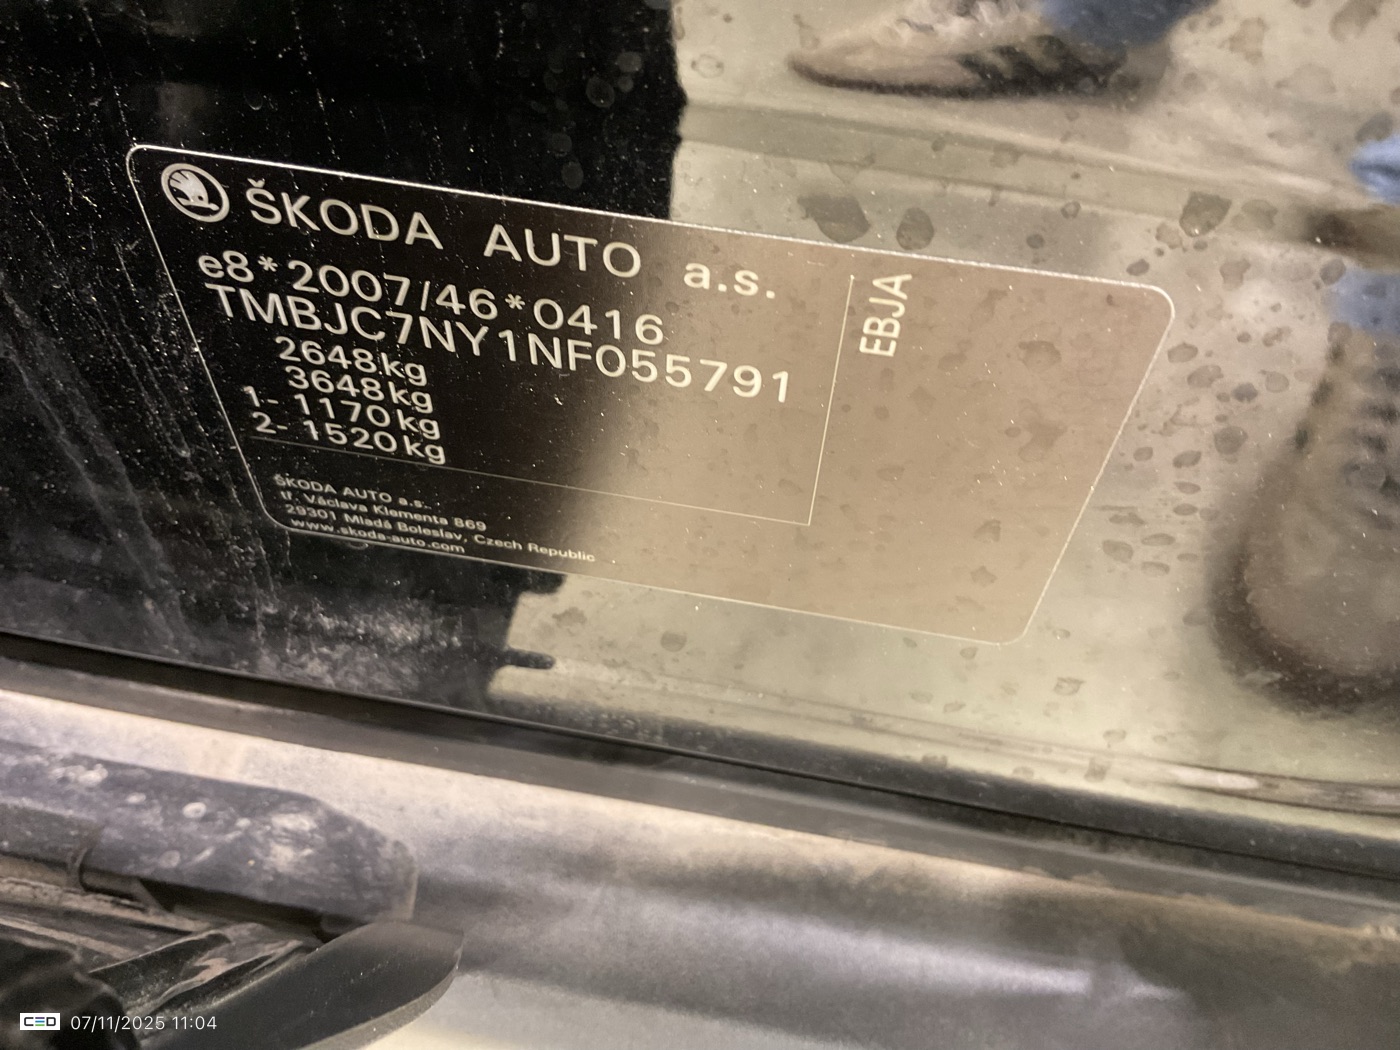 ŠKODA AUTO a.s.
e8*2007/46*0416
TMBJC7NY1NF055791
2648kg
3648kg
1- 1170kg
2- 1520kg
EBJA
ŠKODA AUTO a.s.
tř. Václava Klementa 869
29301 Mladá Boleslav, Czech Republic
www.skoda-auto.com
CED 07/11/2025 11:04